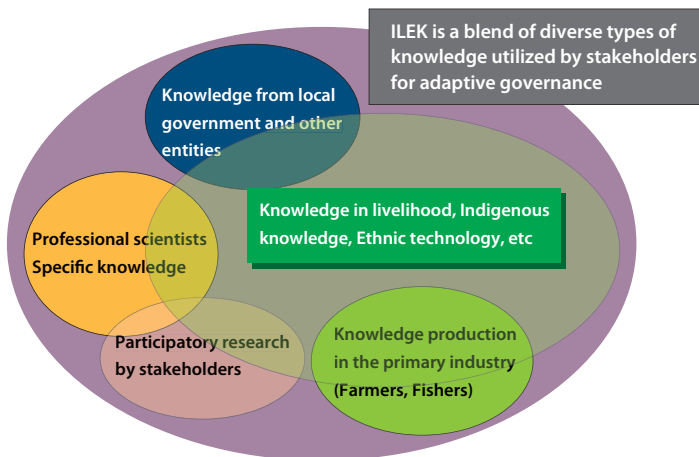 ILEK is a blend of diverse types of
knowledge utilized by stakeholders
for adaptive governance
Knowledge from local
government and other
entities
Knowledge in livelihood, Indigenous
knowledge, Ethnic technology, etc
Professional scientists
Specific knowledge
Participatory research
by stakeholders
Knowledge production
in the primary industry
(Farmers, Fishers)